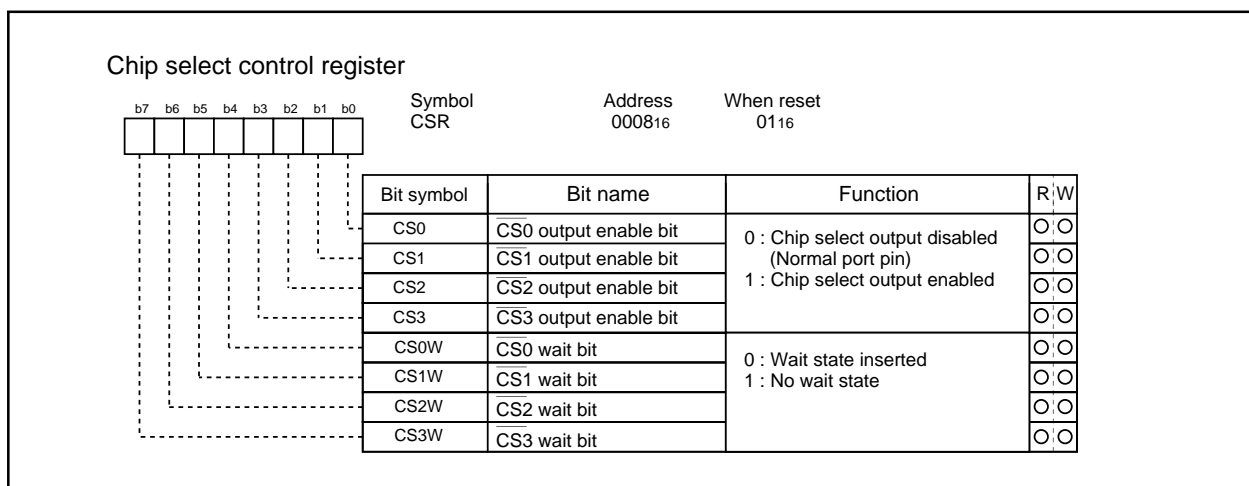 Chip select control register
b7 b6 b5 b4 b3 b2 b1 b0
Symbol Address When reset
CSR 000816 0116
Bit symbol Bit name Function R W
CS0 CS0 output enable bit
CS1 CS1 output enable bit
CS2 CS2 output enable bit
CS3 CS3 output enable bit
0 : Chip select output disabled
(Normal port pin)
1 : Chip select output enabled
CS0W CS0 wait bit
CS1W CS1 wait bit
CS2W CS2 wait bit
CS3W CS3 wait bit
0 : Wait state inserted
1 : No wait state